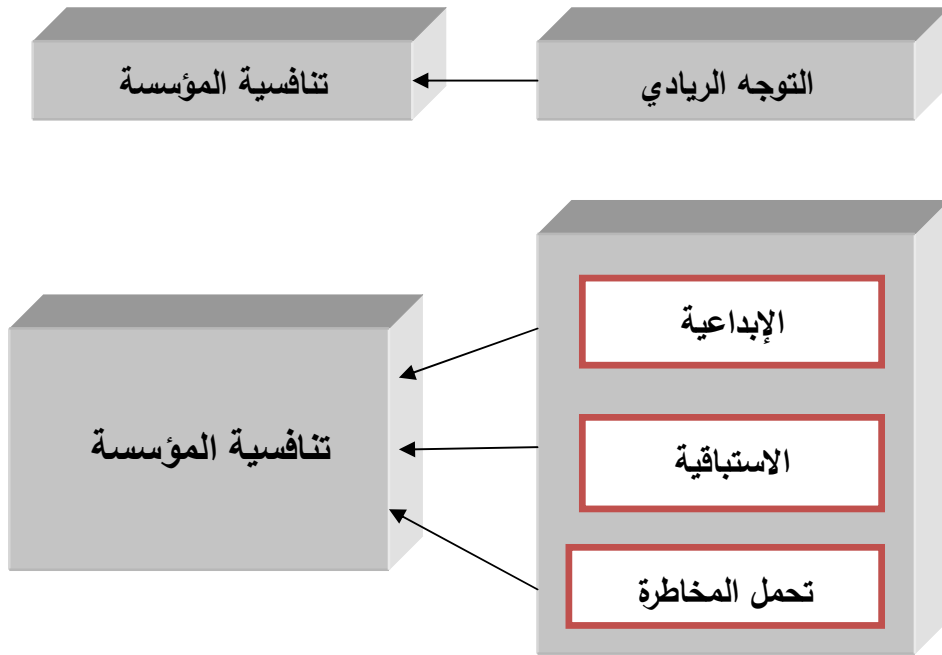 التوجه الريادي
تنافسية المؤسسة
الإبداعية
الاستباقية
تحمل المخاطرة
تنافسية المؤسسة